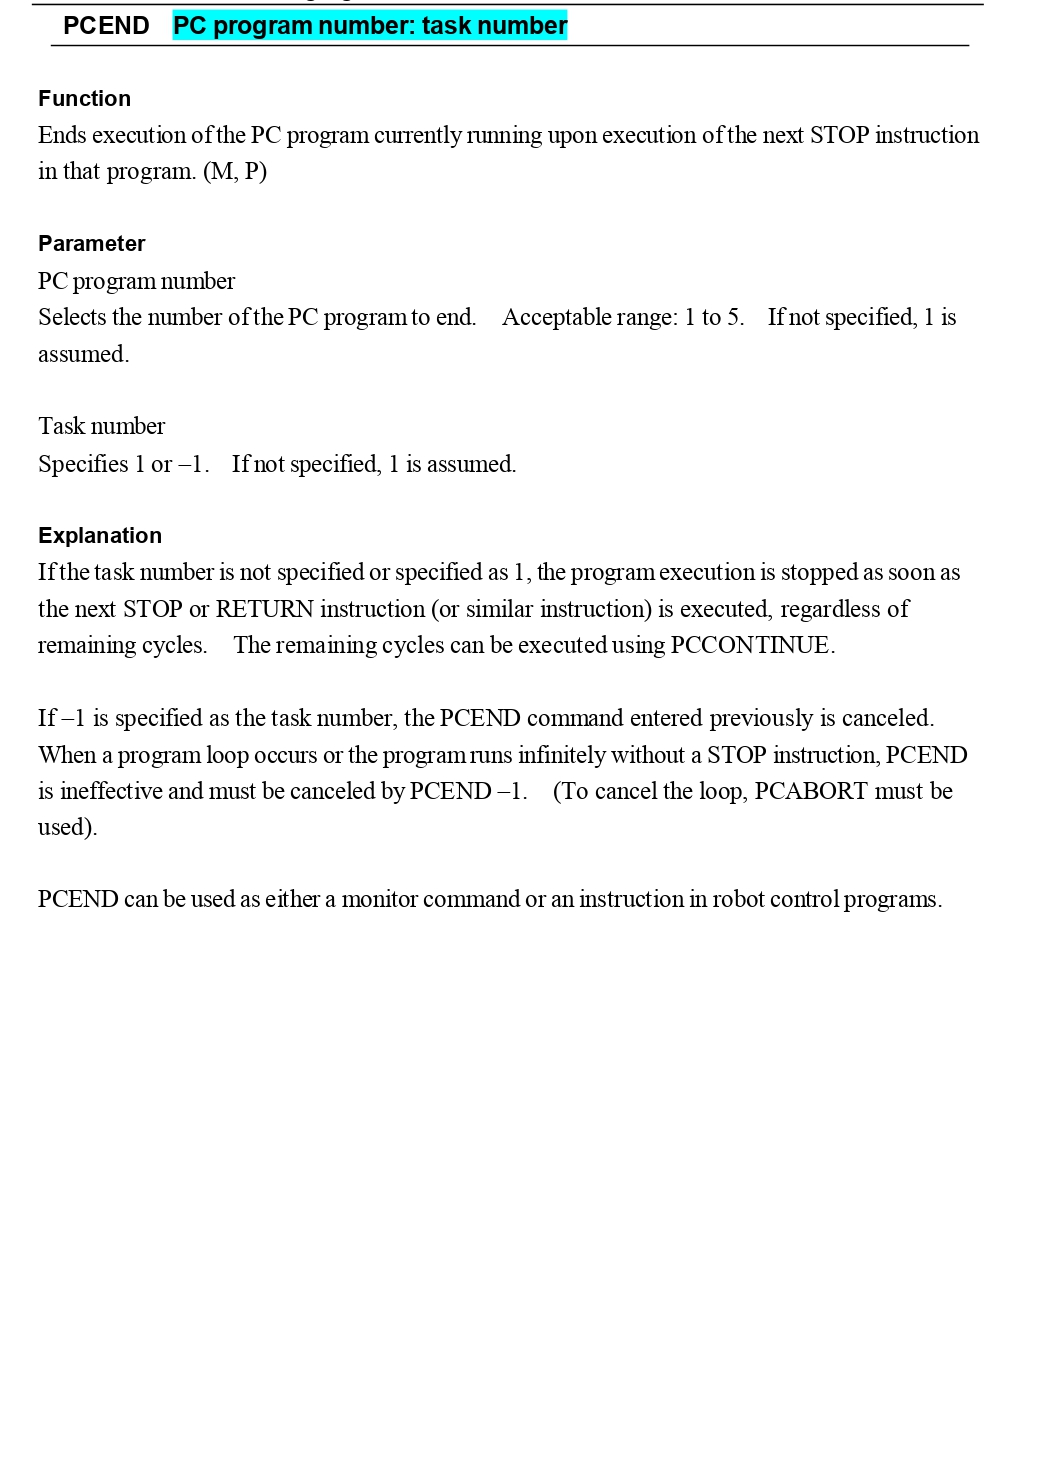 PCEND PC program number: task number
Function
Ends execution of the PC program currently running upon execution of the next STOP instruction
in that program. (M, P)
Parameter
PC program number
Selects the number of the PC program to end. Acceptable range: 1 to 5. If not specified, 1 is
assumed.
Task number
Specifies 1 or –1. If not specified, 1 is assumed.
Explanation
If the task number is not specified or specified as 1, the program execution is stopped as soon as
the next STOP or RETURN instruction (or similar instruction) is executed, regardless of
remaining cycles. The remaining cycles can be executed using PCCONTINUE.
If –1 is specified as the task number, the PCEND command entered previously is canceled.
When a program loop occurs or the program runs infinitely without a STOP instruction, PCEND
is ineffective and must be canceled by PCEND –1. (To cancel the loop, PCABORT must be
used).
PCEND can be used as either a monitor command or an instruction in robot control programs.